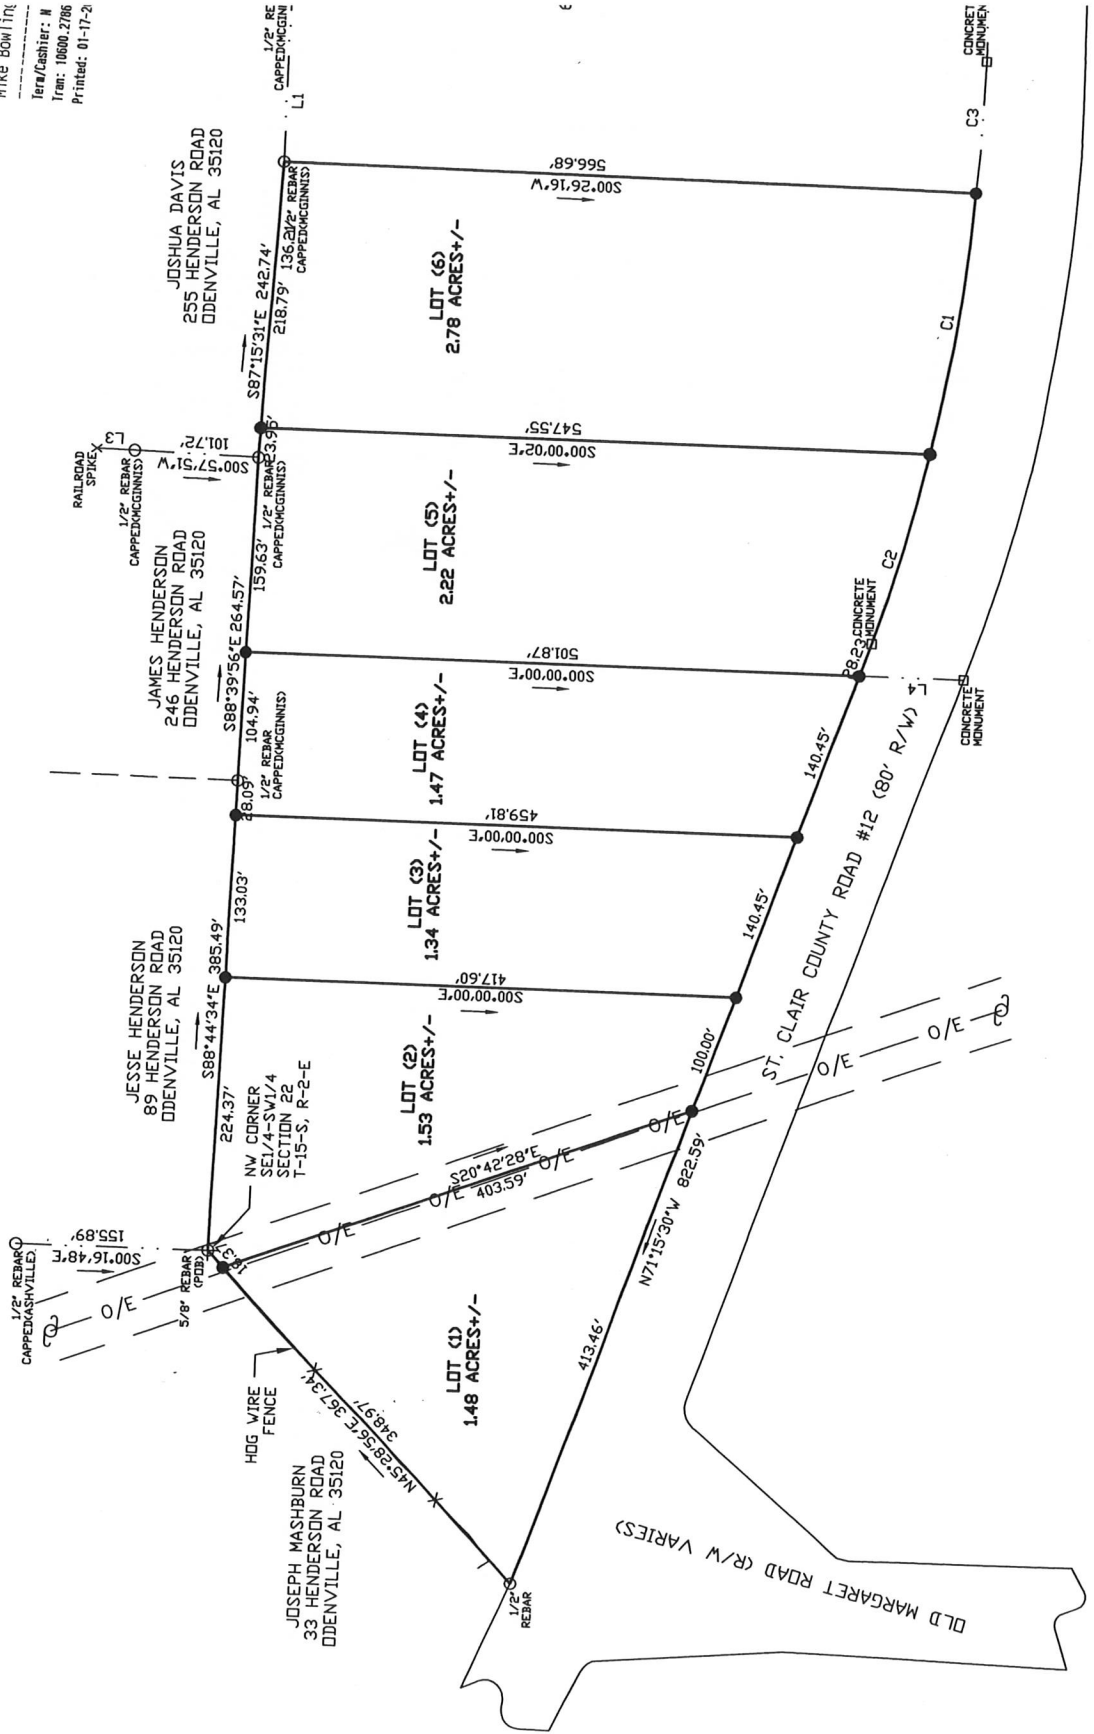 Mike Bowling
Term/Cashier: N
Tran: 10600.2786
Printed: 01-17-2
1/2" REBAR
CAPPED(ASHVILLE)
S00°16'48"E
155.89'
O/E
5/8" REBAR
(POB)
18.37'
NW CORNER
SE1/4-SW1/4
SECTION 22
T-15-S, R-2-E
HOG WIRE
FENCE
JOSEPH MASHBURN
33 HENDERSON ROAD
ODENVILLE, AL 35120
N45°28'56"E 367.34'
348.97'
1/2"
REBAR
LOT (1)
1.48 ACRES+/-
413.46'
N71°15'30"W 822.59'
O/E
O/E
S20°42'28"E
403.59'
O/E
O/E
O/E
O/E
JESSE HENDERSON
89 HENDERSON ROAD
ODENVILLE, AL 35120
S88°44'34"E 385.49'
224.37'
LOT (2)
1.53 ACRES+/-
100.00'
S00°00'00"E
417.60'
133.03'
LOT (3)
1.34 ACRES+/-
140.45'
S00°00'00"E
459.81'
28.09'
1/2" REBAR
CAPPED(MCGINNIS)
JAMES HENDERSON
246 HENDERSON ROAD
ODENVILLE, AL 35120
S88°39'56"E 264.57'
104.94'
LOT (4)
1.47 ACRES+/-
140.45'
S00°00'00"E
501.87'
159.63'
1/2" REBAR
CAPPED(MCGINNIS)
RAILROAD
SPIKE
L3
1/2" REBAR
CAPPED(MCGINNIS)
S00°57'51"W
101.72'
23.95'
LOT (5)
2.22 ACRES+/-
28.23
CONCRETE
MONUMENT
C2
L4
CONCRETE
MONUMENT
S00°00'02"E
547.55'
JOSHUA DAVIS
255 HENDERSON ROAD
ODENVILLE, AL 35120
S87°15'31"E 242.74'
218.79'
LOT (6)
2.78 ACRES+/-
C1
S00°26'16"W
566.68'
1/2" REBAR
CAPPED(MCGINNIS)
L1
1/2" RE
CAPPED(MCGINN
C3
CONCRET
MONUMEN
ST. CLAIR COUNTY ROAD #12 (80' R/W)
OLD MARGARET ROAD (R/W VARIES)